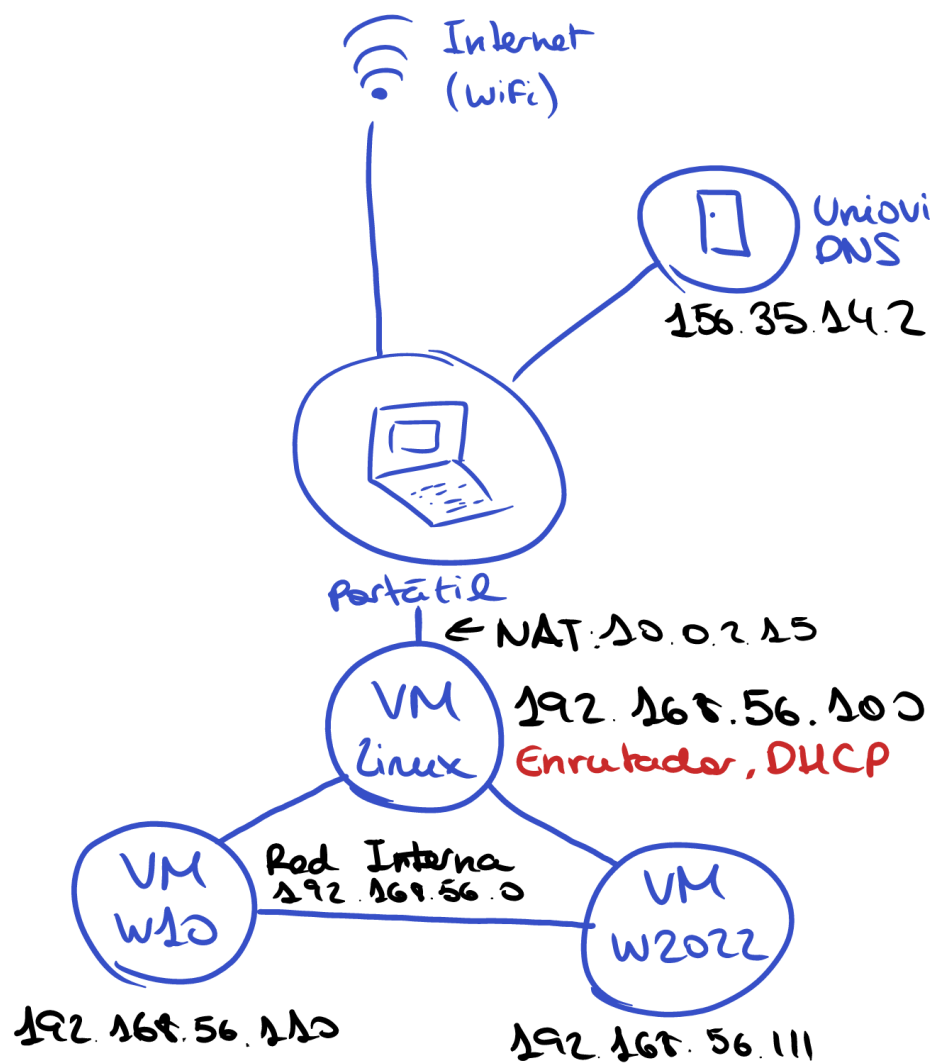 Internet
(WiFi)
Uniovi
DNS
156.35.14.2
Portátil
← NAT:10.0.2.15
VM
Linux
192.168.56.100
Enrutador, DHCP
Red Interna
192.168.56.0
VM
W10
VM
W2022
192.168.56.110
192.168.56.111